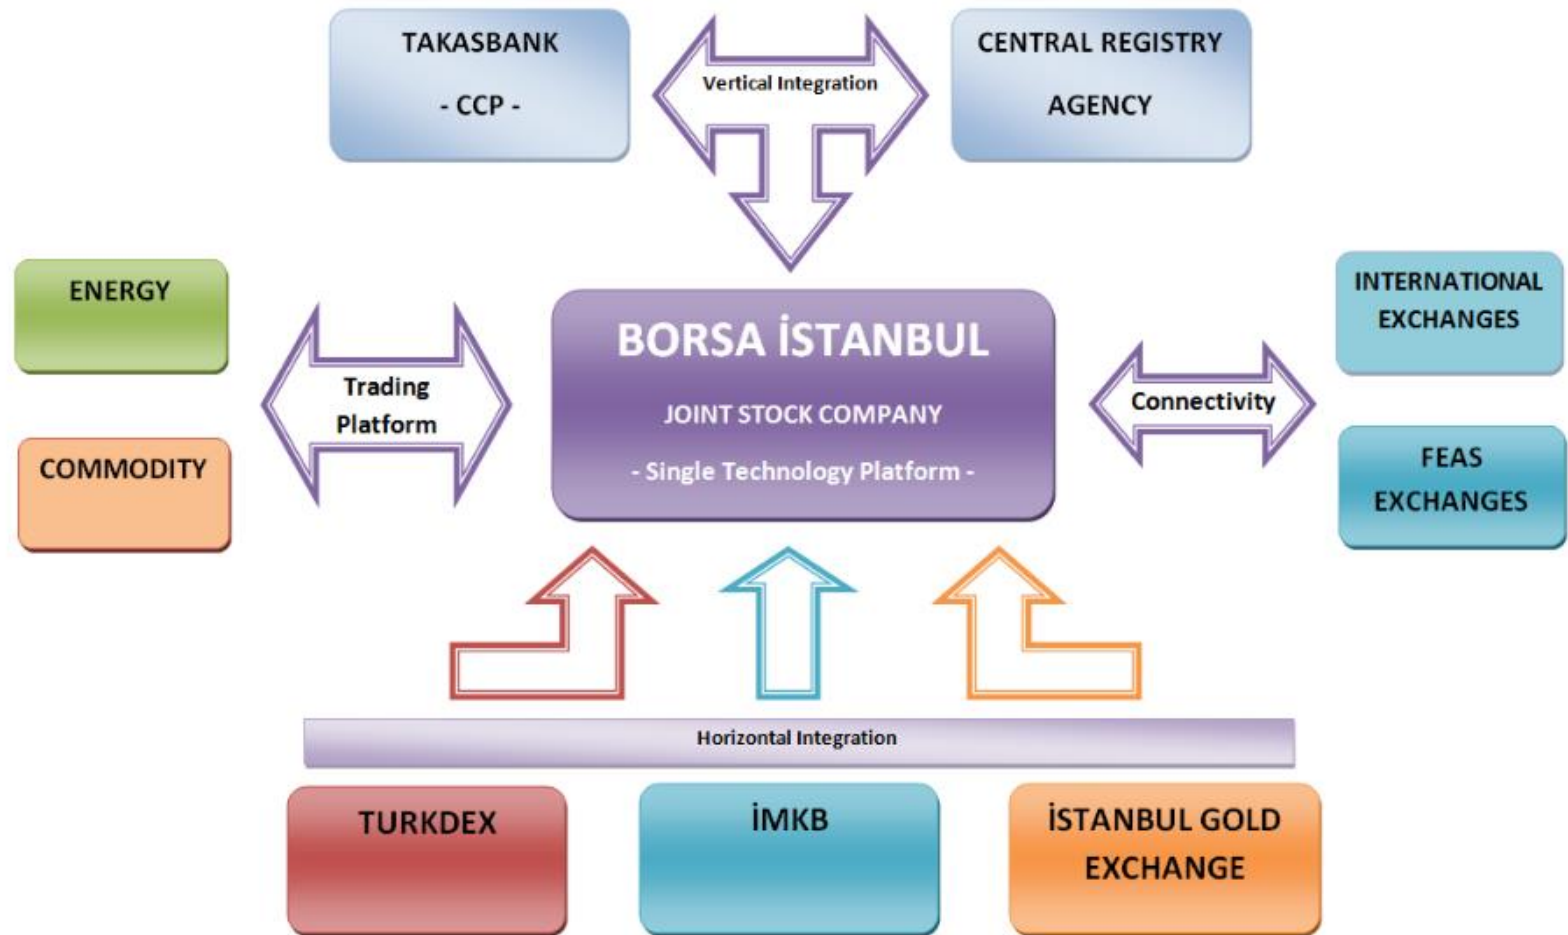 TAKASBANK
- CCP -
Vertical Integration
CENTRAL REGISTRY
AGENCY
ENERGY
COMMODITY
Trading
Platform
BORSA İSTANBUL
JOINT STOCK COMPANY
- Single Technology Platform -
Connectivity
INTERNATIONAL
EXCHANGES
FEAS
EXCHANGES
Horizontal Integration
TURKDEX
İMKB
İSTANBUL GOLD
EXCHANGE